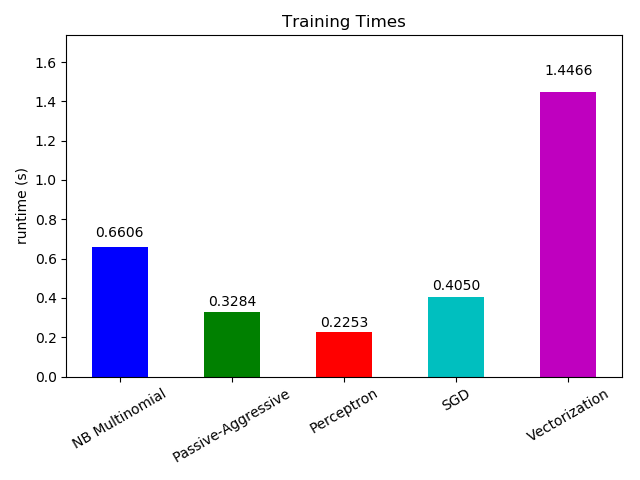 Training Times
1.6
1.4
1.2
1.0
0.8
0.6
0.4
0.2
0.0
runtime (s)
0.6606
0.3284
0.2253
0.4050
1.4466
NB Multinomial
Passive-Aggressive
Perceptron
SGD
Vectorization